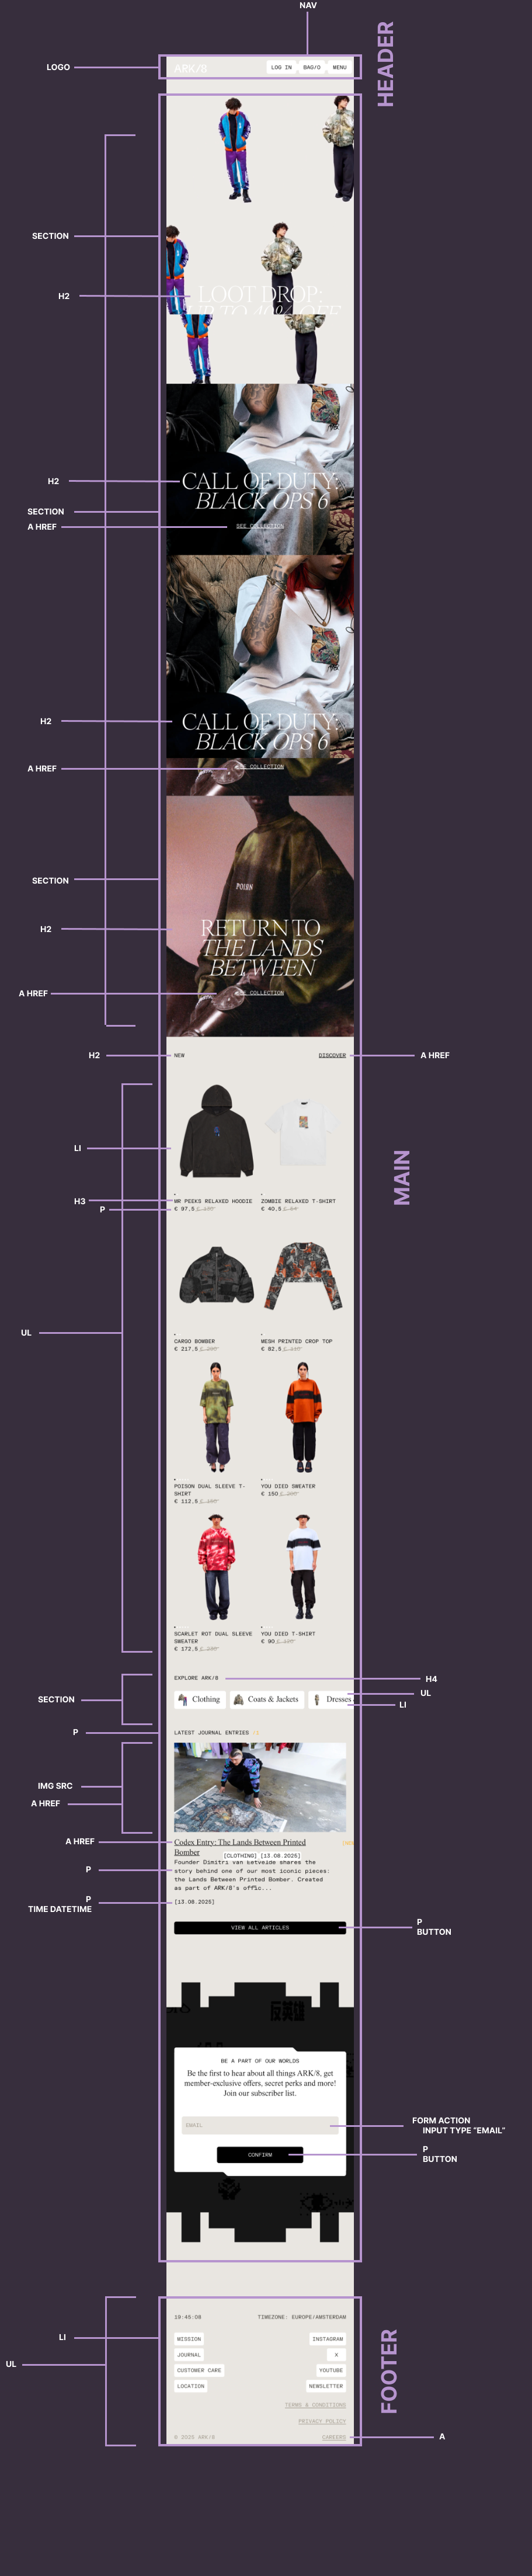 NAV
HEADER
LOGO
ARK/8
LOG IN
BAG/0
MENU
SECTION
H2
LOOT DROP:
UP TO 40% OFF
H2
CALL OF DUTY:
BLACK OPS 6
SECTION
A HREF
SEE COLLECTION
H2
CALL OF DUTY:
BLACK OPS 6
A HREF
SEE COLLECTION
SECTION
H2
RETURN TO
THE LANDS
BETWEEN
A HREF
SEE COLLECTION
H2
NEW
DISCOVER
A HREF
MAIN
LI
H3
P
MR PEEKS RELAXED HOODIE
€ 97,5
ZOMBIE RELAXED T-SHIRT
€ 40,5
UL
CARGO BOMBER
€ 217,5
MESH PRINTED CROP TOP
€ 82,5
POISON DUAL SLEEVE T-
SHIRT
€ 112,5
YOU DIED SWEATER
€ 150
SCARLET ROT DUAL SLEEVE
SWEATER
€ 172,5
YOU DIED T-SHIRT
€ 90
EXPLORE ARK/8
H4
UL
LI
SECTION
Clothing
Coats & Jackets
Dresses
P
LATEST JOURNAL ENTRIES
IMG SRC
A HREF
A HREF
Codex Entry: The Lands Between Printed
Bomber
[CLOTHING] [13.08.2025]
P
Founder Dimitri van Eetvelde shares the
story behind one of our most iconic pieces:
the Lands Between Printed Bomber. Created
as part of ARK/8's offic...
P
TIME DATETIME
[13.08.2025]
VIEW ALL ARTICLES
P
BUTTON
反英雄
BE A PART OF OUR WORLDS
Be the first to hear about all things ARK/8, get
member-exclusive offers, secret perks and more!
Join our subscriber list.
EMAIL
FORM ACTION
INPUT TYPE "EMAIL"
CONFIRM
P
BUTTON
19:45:08
TIMEZONE: EUROPE/AMSTERDAM
LI
UL
FOOTER
MISSION
INSTAGRAM
JOURNAL
X
CUSTOMER CARE
YOUTUBE
LOCATION
NEWSLETTER
TERMS & CONDITIONS
PRIVACY POLICY
© 2025 ARK/8
CAREERS
A